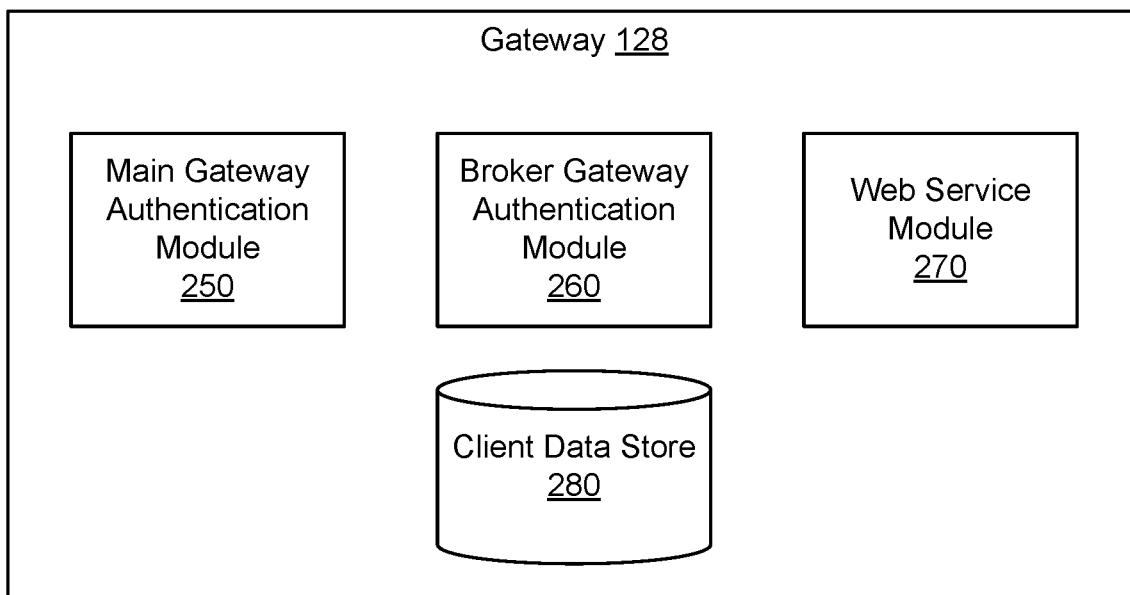 Gateway 128
Main Gateway
Authentication
Module
250
Broker Gateway
Authentication
Module
260
Web Service
Module
270
Client Data Store
280